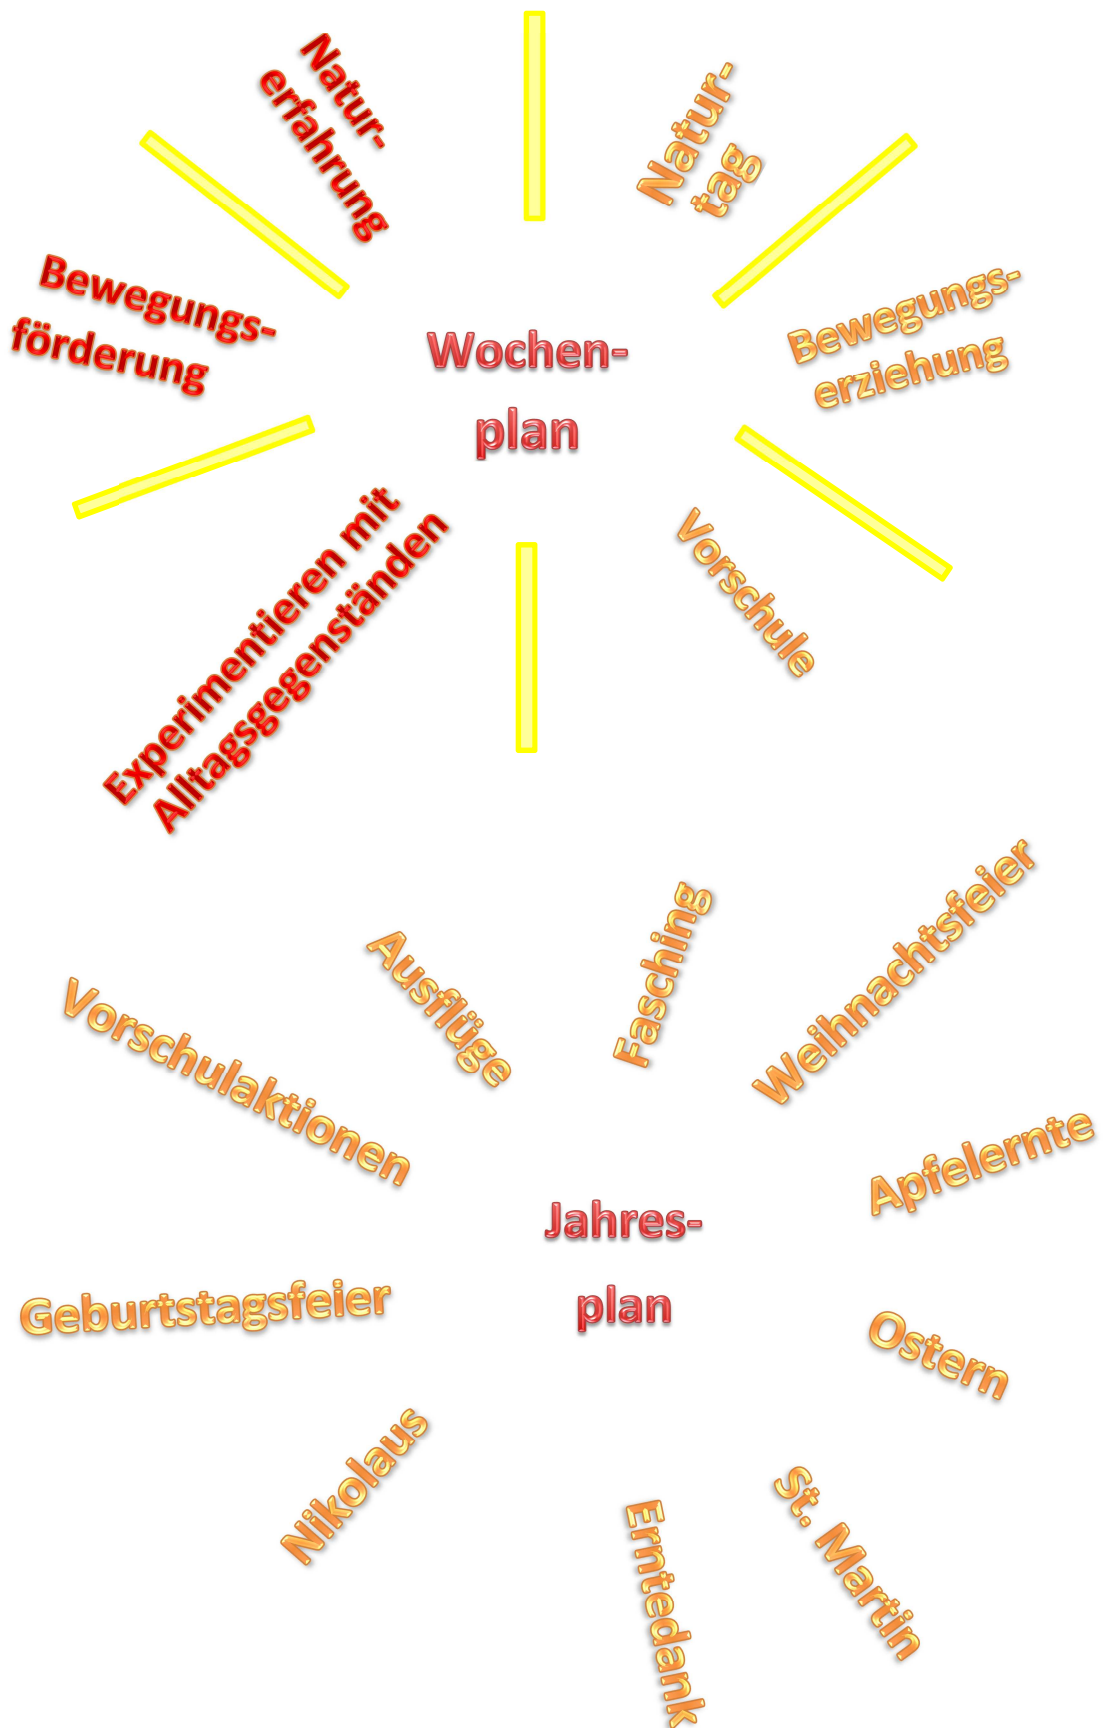 Natur-
erfahrung
Natur-
tag
Bewegungs-
förderung
Bewegungs-
erziehung
Wochen-
plan
Experimentieren mit
Alltagsgegenständen
Vorschule
Fasching
Weihnachtsfeier
Ausflüge
Vorschulaktionen
Apfelernte
Jahres-
plan
Geburtstagsfeier
Ostern
Nikolaus
St. Martin
Erntedank